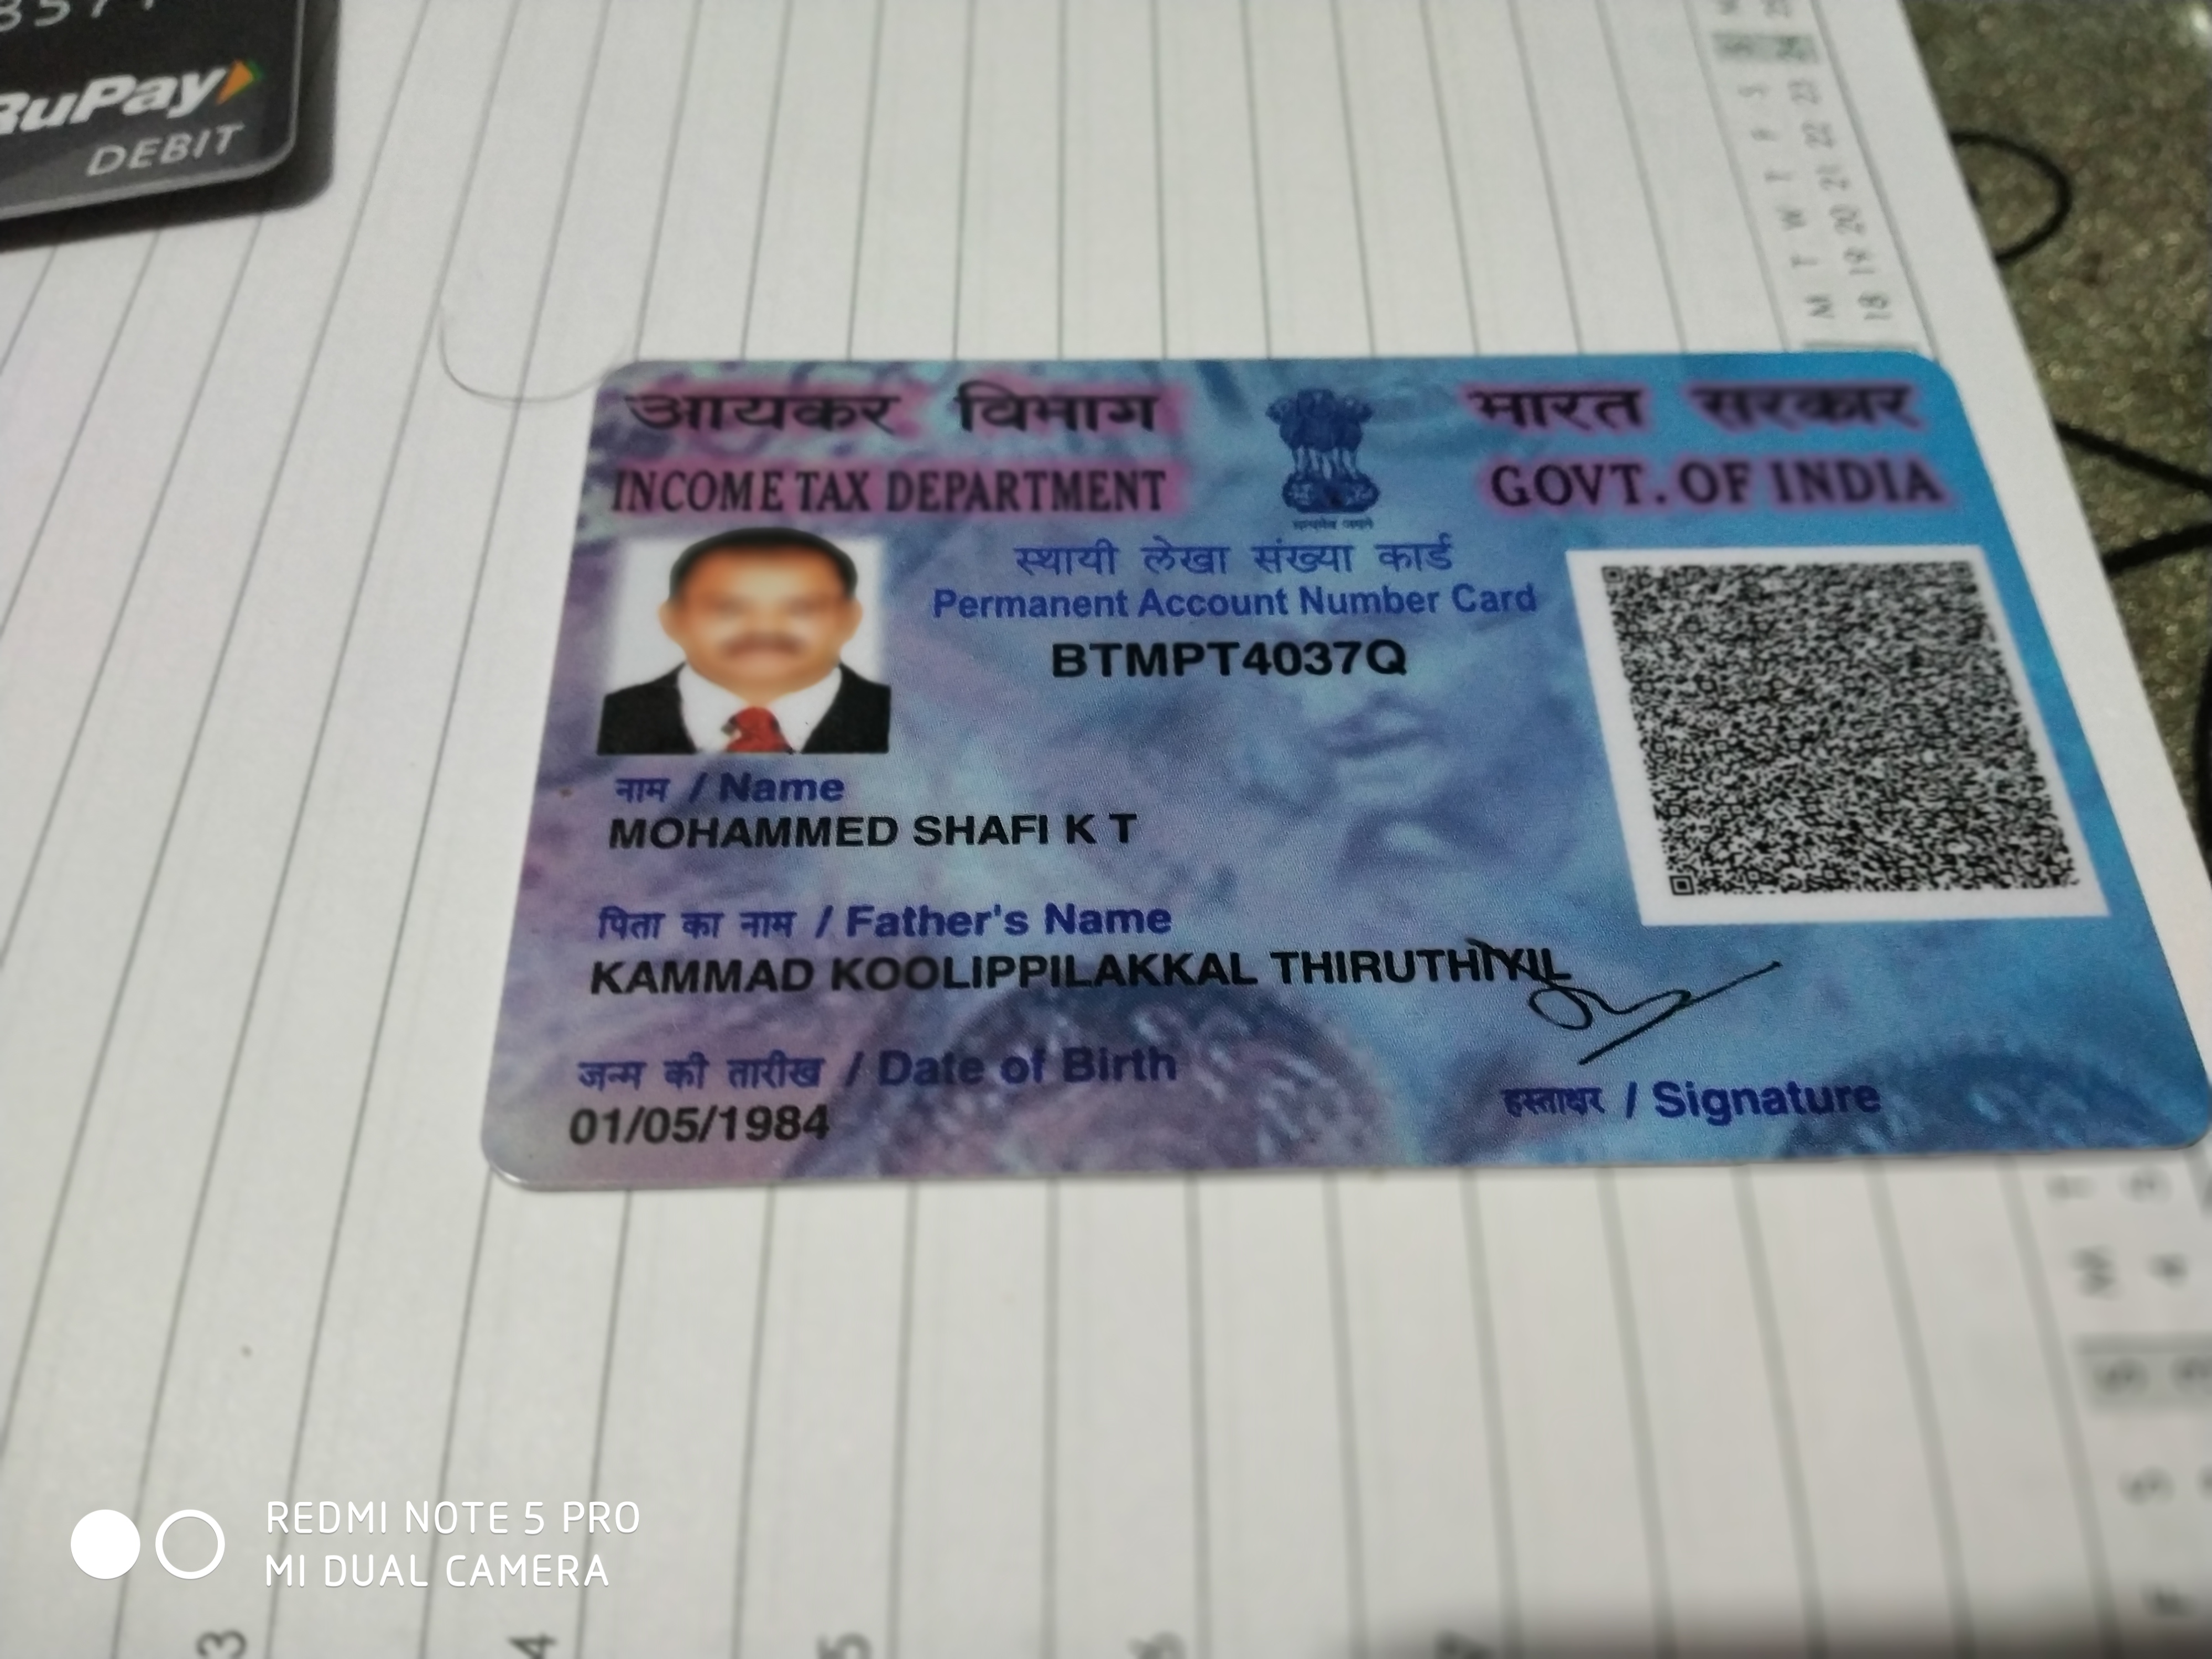 RuPay
DEBIT
M T W T F S
18 19 20 21 22 23
आयकर विभाग
INCOME TAX DEPARTMENT
भारत सरकार
GOVT. OF INDIA
सत्यमेव जयते
स्थायी लेखा संख्या कार्ड
Permanent Account Number Card
BTMPT4037Q
नाम / Name
MOHAMMED SHAFI K T
पिता का नाम / Father's Name
KAMMAD KOOLIPPILAKKAL THIRUTHIYIL
जन्म की तारीख / Date of Birth
01/05/1984
हस्ताक्षर / Signature
REDMI NOTE 5 PRO
MI DUAL CAMERA
3 4 5 6